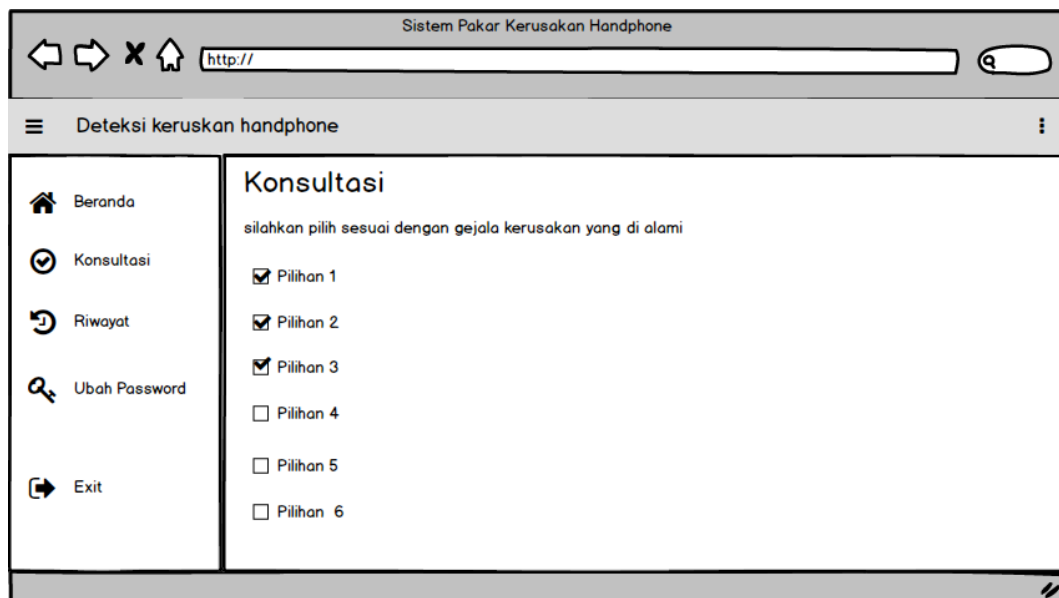 Sistem Pakar Kerusakan Handphone
http://
Deteksi keruskan handphone
Beranda
Konsultasi
Riwayat
Ubah Password
Exit
Konsultasi
silahkan pilih sesuai dengan gejala kerusakan yang di alami
Pilihan 1
Pilihan 2
Pilihan 3
Pilihan 4
Pilihan 5
Pilihan 6